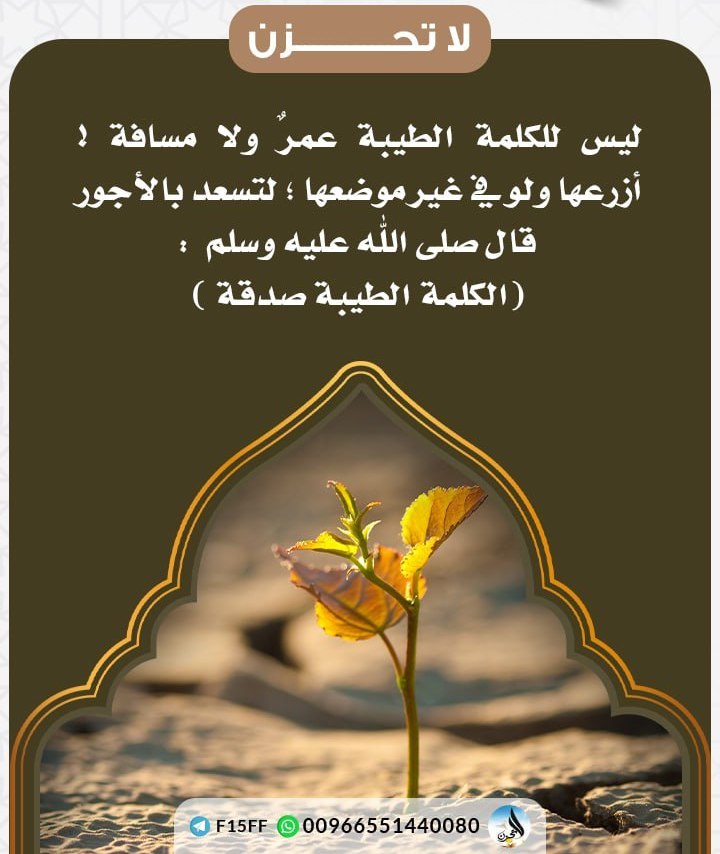 لا تحــــــــزن
ليس للكلمة الطيبة عمرٌ ولا مسافة !
أزرعها ولو في غير موضعها ؛ لتسعد بالأجور
قال صلى الله عليه وسلم :
(الكلمة الطيبة صدقة )
F15FF 00966551440080